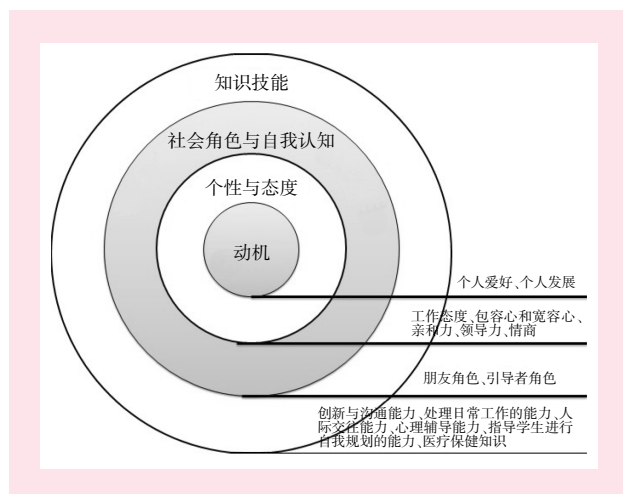 知识技能
社会角色与自我认知
个性与态度
动机
个人爱好、个人发展
工作态度、包容心和宽容心、
亲和力、领导力、情商
朋友角色、引导者角色
创新与沟通能力、处理日常工作的能力、人
际交往能力、心理辅导能力、指导学生进行
自我规划的能力、医疗保健知识